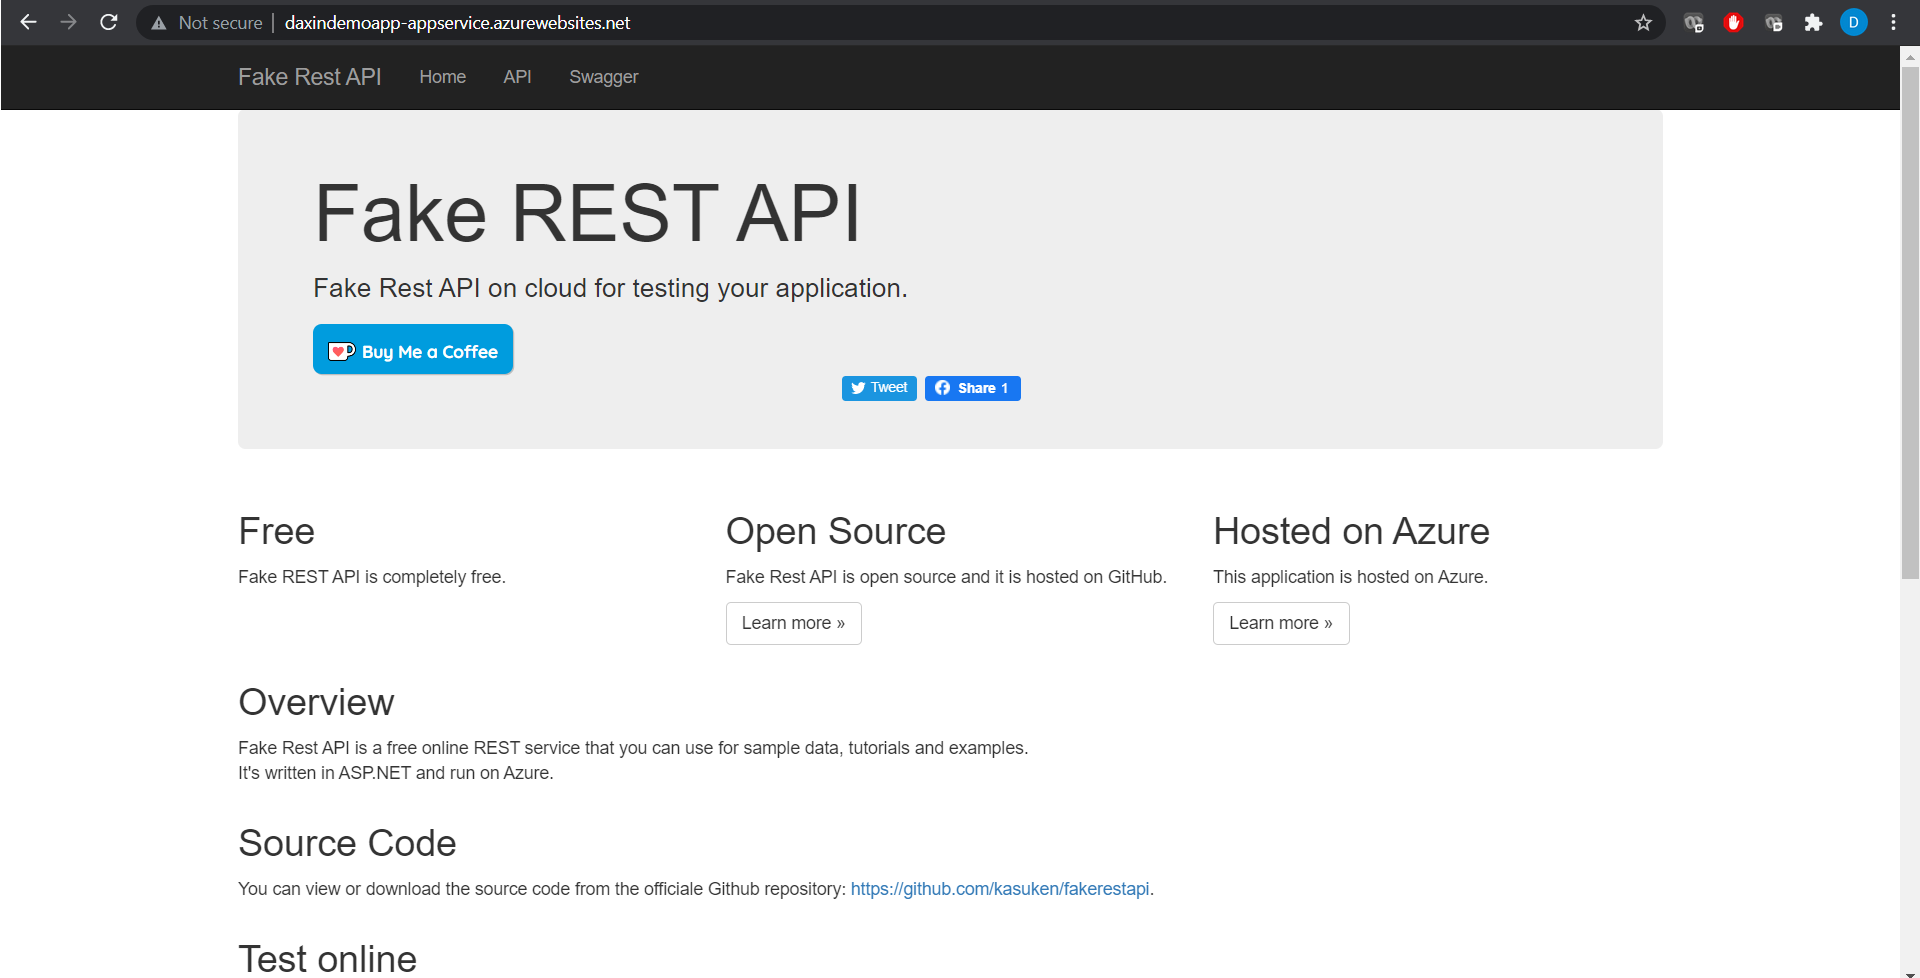 Not secure | daxindemoapp-appservice.azurewebsites.net
D
Fake Rest API Home API Swagger
Fake REST API
Fake Rest API on cloud for testing your application.
Buy Me a Coffee
Tweet Share 1
Free
Fake REST API is completely free.
Open Source
Fake Rest API is open source and it is hosted on GitHub.
Learn more »
Hosted on Azure
This application is hosted on Azure.
Learn more »
Overview
Fake Rest API is a free online REST service that you can use for sample data, tutorials and examples.
It's written in ASP.NET and run on Azure.
Source Code
You can view or download the source code from the officiale Github repository: https://github.com/kasuken/fakerestapi.
Test online